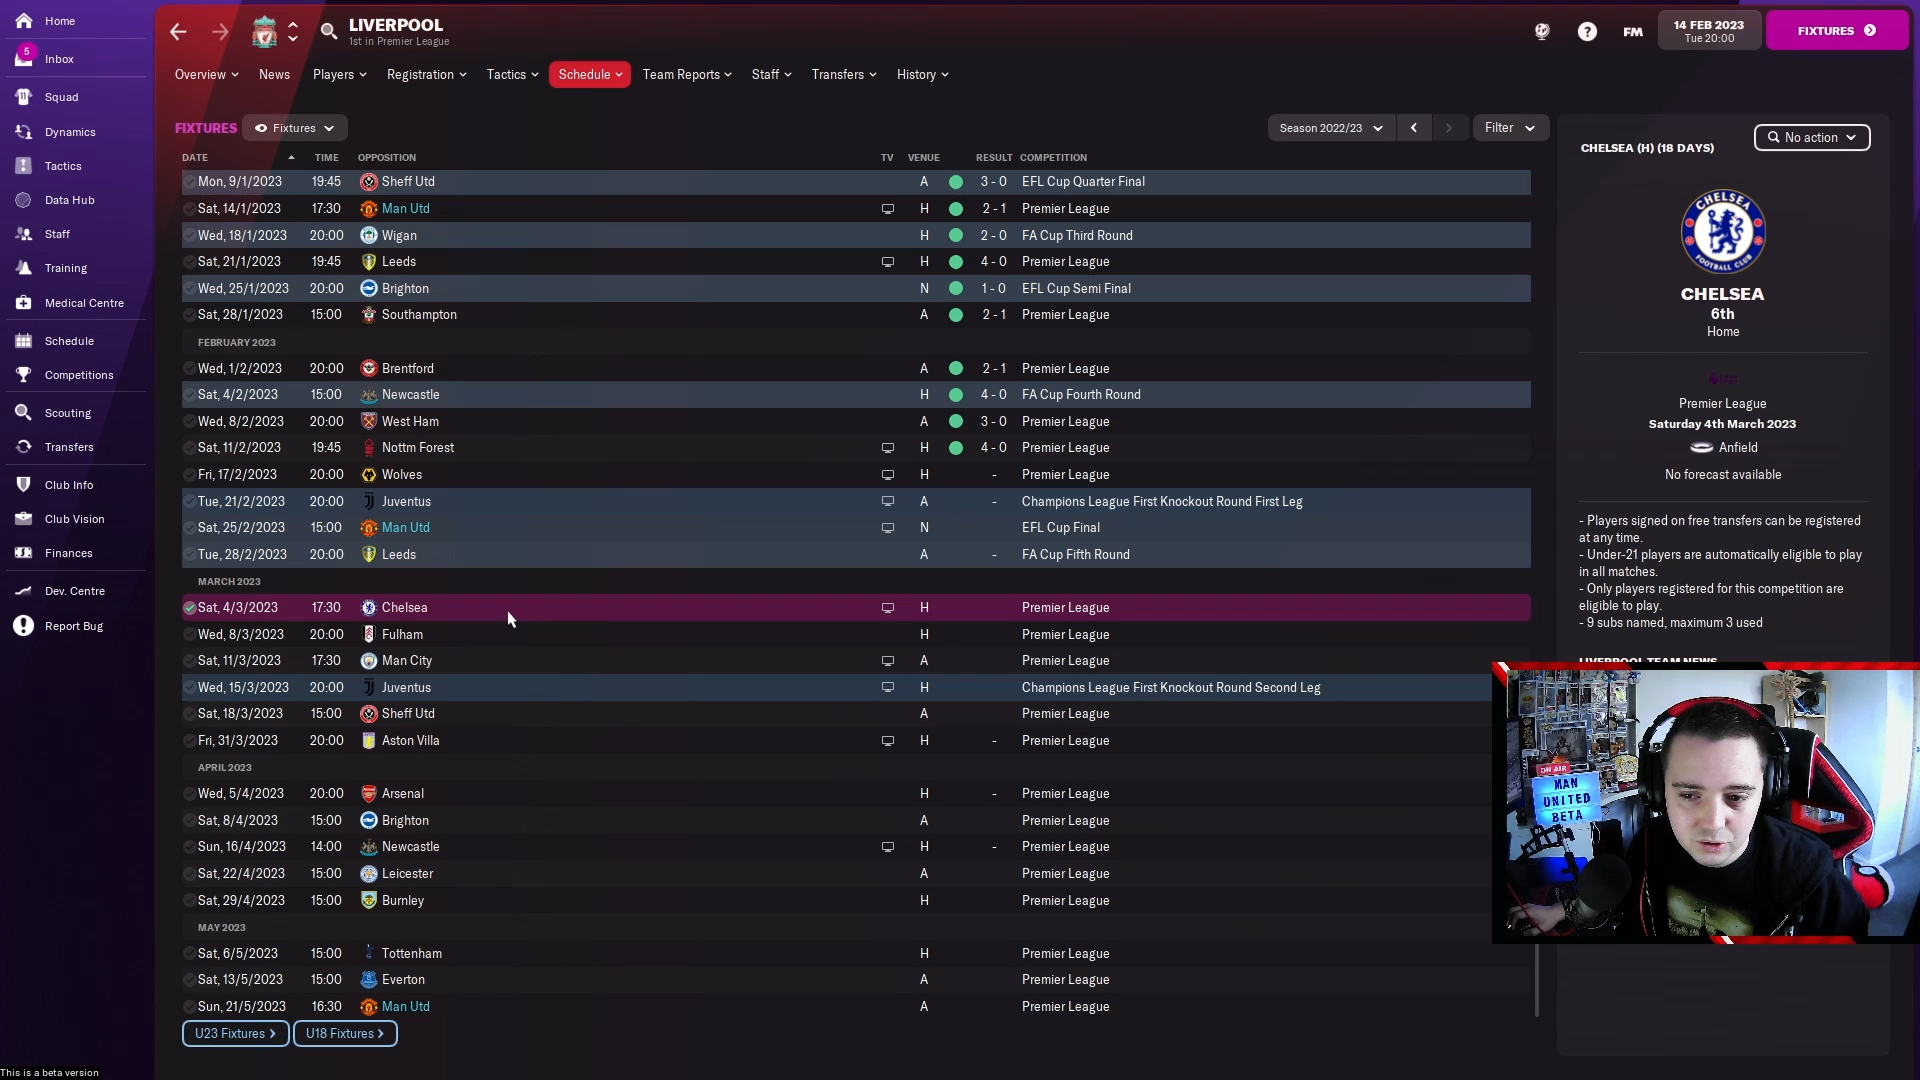 Home
5
Inbox
Squad
Dynamics
Tactics
Data Hub
Staff
Training
Medical Centre
Schedule
Competitions
Scouting
Transfers
Club Info
Club Vision
Finances
Dev. Centre
Report Bug
This is a beta version
LIVERPOOL
1st in Premier League
FM
14 FEB 2023
Tue 20:00
FIXTURES
Overview News Players Registration Tactics Schedule Team Reports Staff Transfers History
FIXTURES Fixtures Season 2022/23 Filter
DATE TIME OPPOSITION TV VENUE RESULT COMPETITION
Mon, 9/1/2023 19:45 Sheff Utd A 3 - 0 EFL Cup Quarter Final
Sat, 14/1/2023 17:30 Man Utd H 2 - 1 Premier League
Wed, 18/1/2023 20:00 Wigan H 2 - 0 FA Cup Third Round
Sat, 21/1/2023 19:45 Leeds H 4 - 0 Premier League
Wed, 25/1/2023 20:00 Brighton N 1 - 0 EFL Cup Semi Final
Sat, 28/1/2023 15:00 Southampton A 2 - 1 Premier League
FEBRUARY 2023
Wed, 1/2/2023 20:00 Brentford A 2 - 1 Premier League
Sat, 4/2/2023 15:00 Newcastle H 4 - 0 FA Cup Fourth Round
Wed, 8/2/2023 20:00 West Ham A 3 - 0 Premier League
Sat, 11/2/2023 19:45 Nottm Forest H 4 - 0 Premier League
Fri, 17/2/2023 20:00 Wolves H - Premier League
Tue, 21/2/2023 20:00 Juventus A - Champions League First Knockout Round First Leg
Sat, 25/2/2023 15:00 Man Utd N EFL Cup Final
Tue, 28/2/2023 20:00 Leeds A - FA Cup Fifth Round
MARCH 2023
Sat, 4/3/2023 17:30 Chelsea H Premier League
Wed, 8/3/2023 20:00 Fulham H Premier League
Sat, 11/3/2023 17:30 Man City A Premier League
Wed, 15/3/2023 20:00 Juventus H Champions League First Knockout Round Second Leg
Sat, 18/3/2023 15:00 Sheff Utd A Premier League
Fri, 31/3/2023 20:00 Aston Villa H - Premier League
APRIL 2023
Wed, 5/4/2023 20:00 Arsenal H - Premier League
Sat, 8/4/2023 15:00 Brighton A Premier League
Sun, 16/4/2023 14:00 Newcastle H - Premier League
Sat, 22/4/2023 15:00 Leicester A Premier League
Sat, 29/4/2023 15:00 Burnley H Premier League
MAY 2023
Sat, 6/5/2023 15:00 Tottenham H Premier League
Sat, 13/5/2023 15:00 Everton A Premier League
Sun, 21/5/2023 16:30 Man Utd A Premier League
U23 Fixtures U18 Fixtures
CHELSEA (H) (18 DAYS)
No action
CHELSEA
FOOTBALL CLUB
CHELSEA
6th
Home
Premier League
Saturday 4th March 2023
Anfield
No forecast available
- Players signed on free transfers can be registered
at any time.
- Under-21 players are automatically eligible to play
in all matches.
- Only players registered for this competition are
eligible to play.
- 9 subs named, maximum 3 used
LIVERPOOL TEAM NEWS
ON AIR
MAN
UNITED
BETA